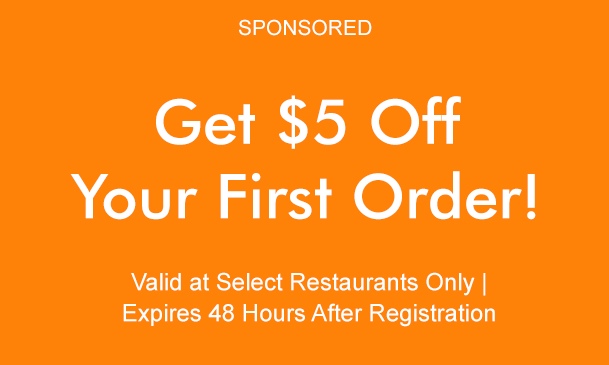 SPONSORED
Get $5 Off
Your First Order!
Valid at Select Restaurants Only |
Expires 48 Hours After Registration